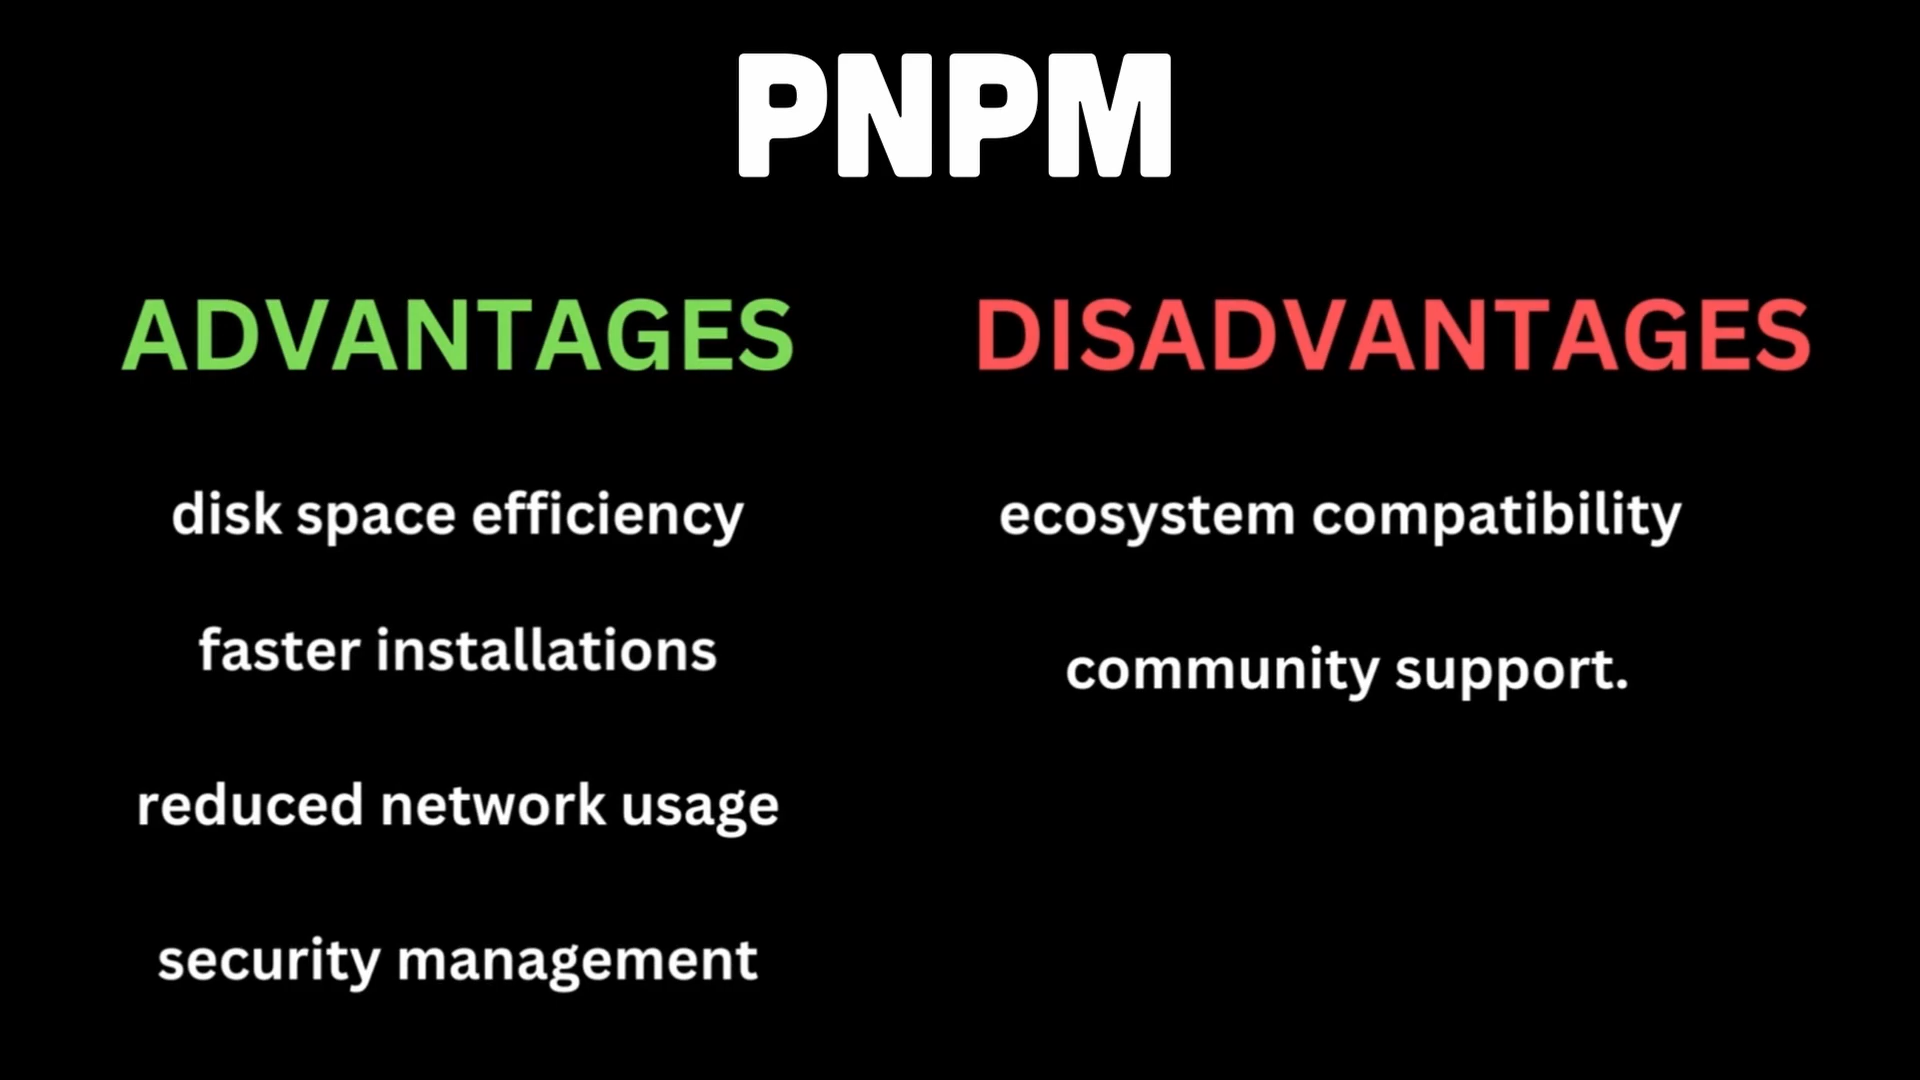 PNPM
ADVANTAGES
disk space efficiency
faster installations
reduced network usage
security management
DISADVANTAGES
ecosystem compatibility
community support.